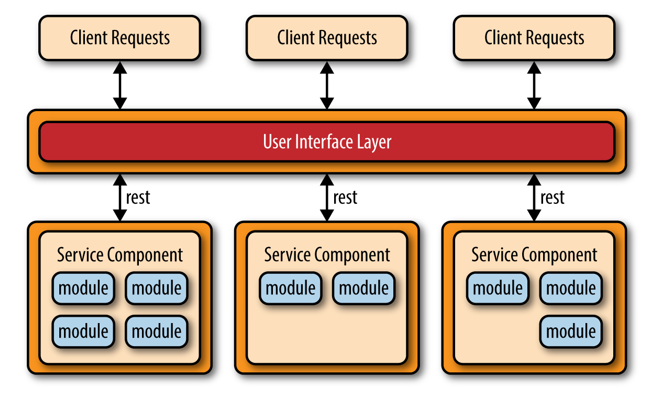 Client Requests
Client Requests
Client Requests
User Interface Layer
rest
rest
rest
Service Component
module
module
module
module
Service Component
module
module
Service Component
module
module
module